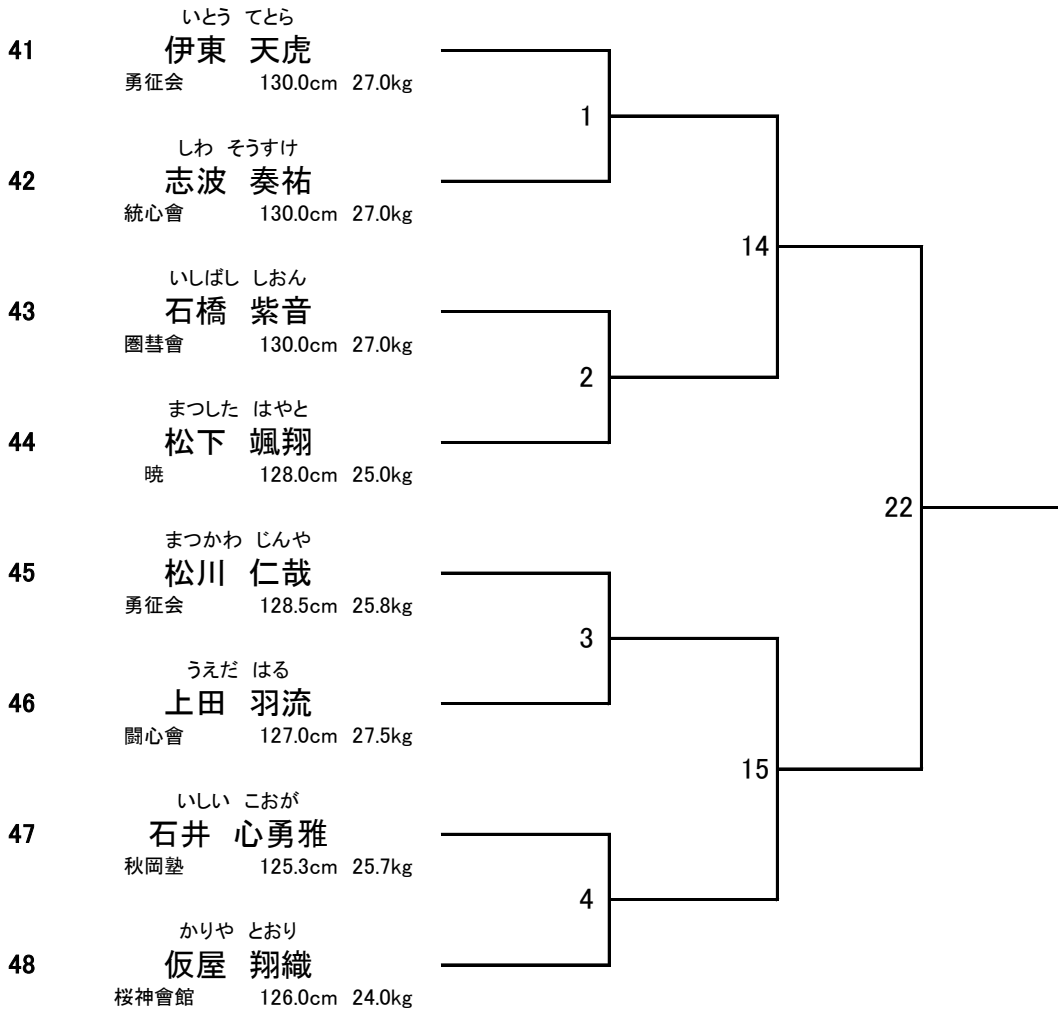 いとう てとら
41 伊東 天虎
勇征会 130.0cm 27.0kg
1
しわ そうすけ
42 志波 奏祐
統心會 130.0cm 27.0kg
14
いしばし しおん
43 石橋 紫音
圏彗會 130.0cm 27.0kg
2
まつした はやと
44 松下 颯翔
暁 128.0cm 25.0kg
22
まつかわ じんや
45 松川 仁哉
勇征会 128.5cm 25.8kg
3
うえだ はる
46 上田 羽流
闘心會 127.0cm 27.5kg
15
いしい こおが
47 石井 心勇雅
秋岡塾 125.3cm 25.7kg
4
かりや とおり
48 仮屋 翔織
桜神會館 126.0cm 24.0kg